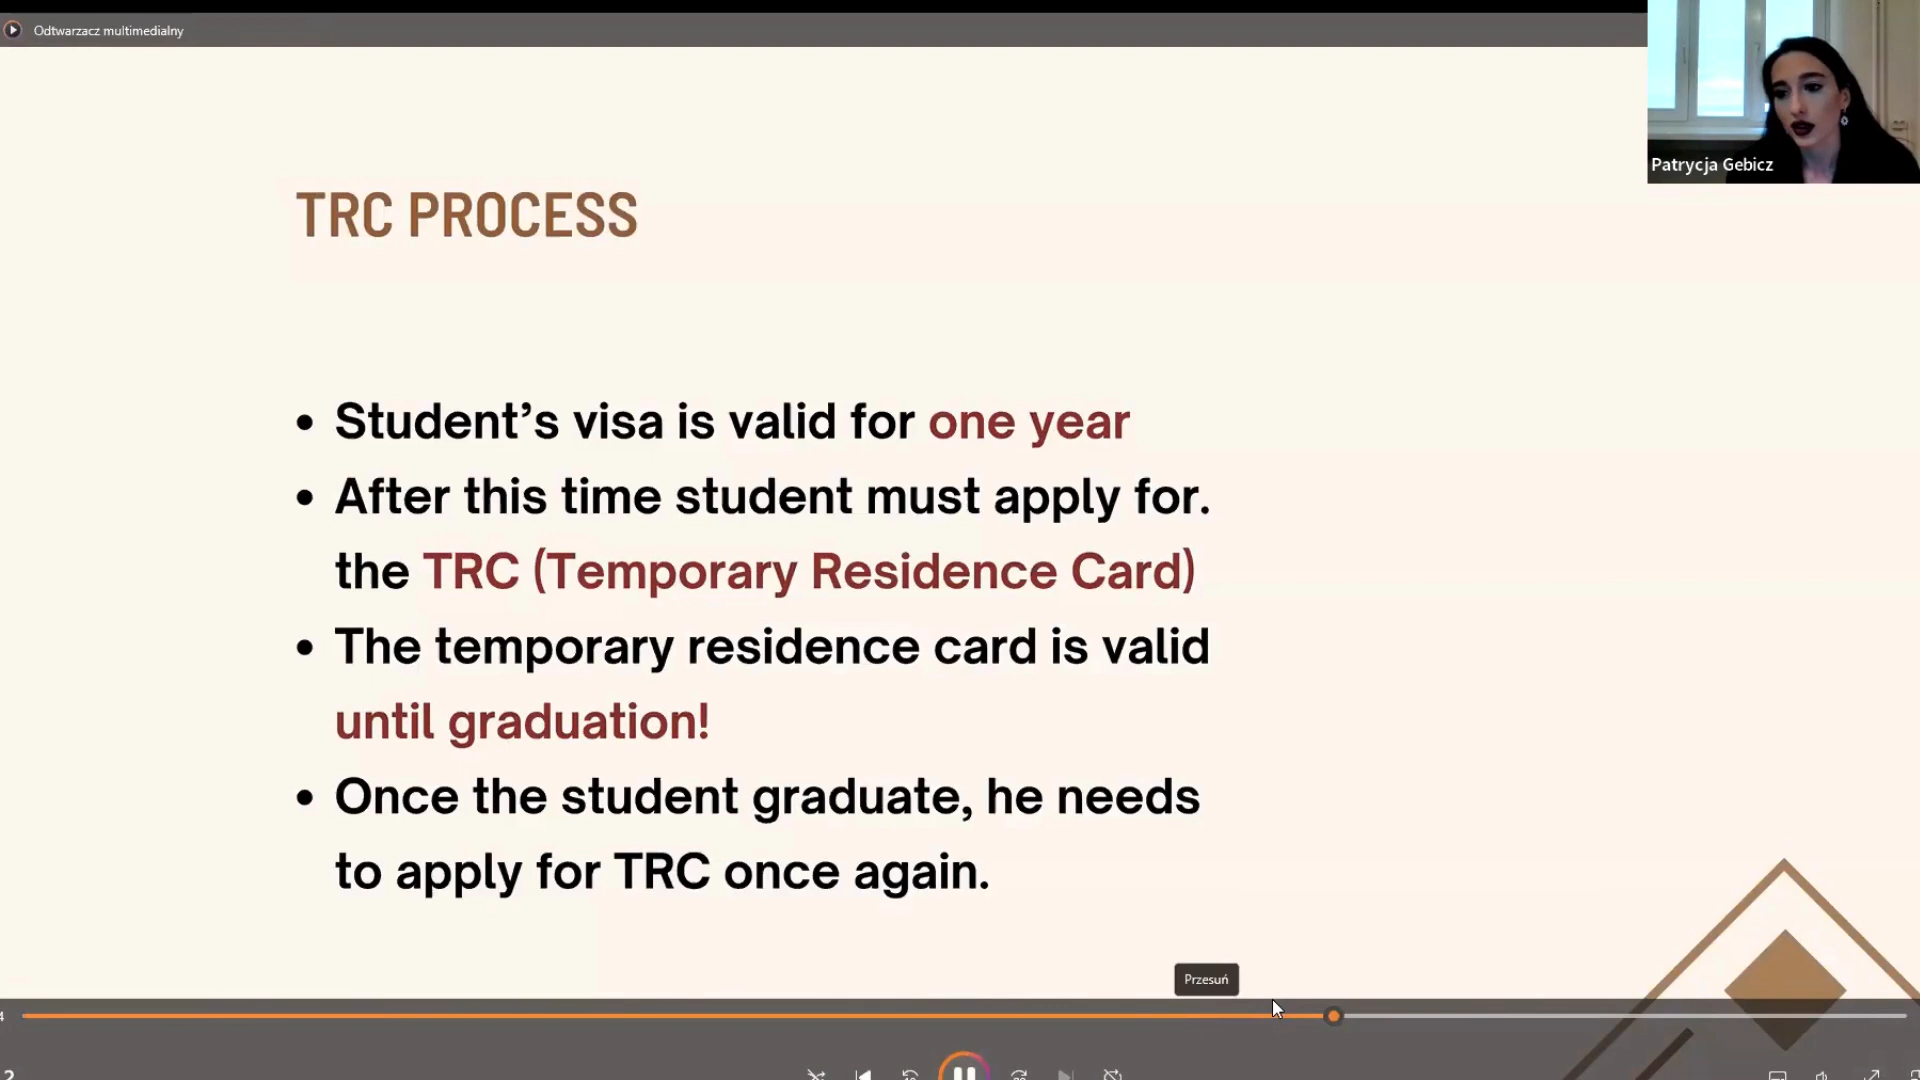 Odtwarzacz multimedialny
Patrycja Gebicz
TRC PROCESS
• Student’s visa is valid for one year
• After this time student must apply for.
the TRC (Temporary Residence Card)
• The temporary residence card is valid
until graduation!
• Once the student graduate, he needs
to apply for TRC once again.
Przesuń
4
2